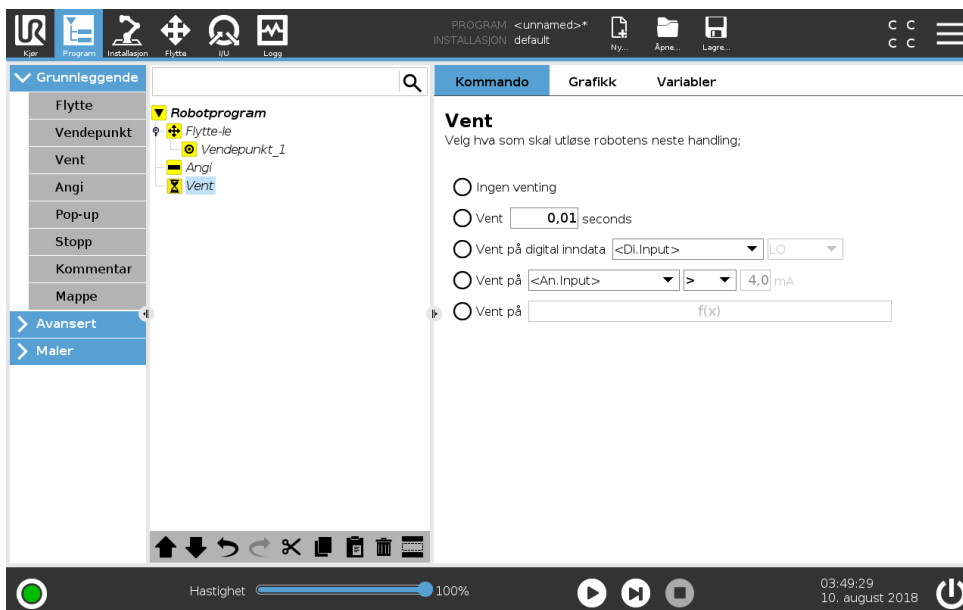 UR
PROGRAM <unnamed>*
INSTALLASJON default
C C
C C
Kjør
Program
Installasjon
Flytte
I/U
Logg
Ny...
Åpne...
Lagre...
Grunnleggende
Flytte
Vendepunkt
Vent
Angi
Pop-up
Stopp
Kommentar
Mappe
Avansert
Maler
Robotprogram
Flytte-le
Vendepunkt_1
Angi
Vent
Kommando Grafikk Variabler
Vent
Velg hva som skal utløse robotens neste handling;
Ingen venting
Vent 0,01 seconds
Vent på digital inndata <Di.Input> LO
Vent på <An.Input> > 4,0 mA
Vent på f(x)
Hastighet 100%
03:49:29
10. august 2018